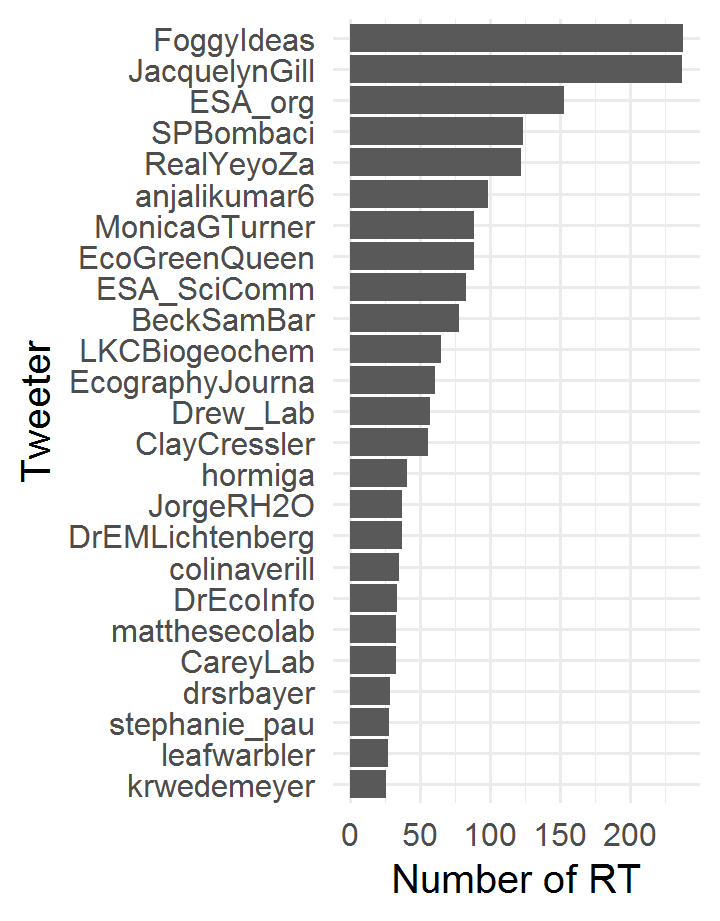 FoggyIdeas
JacquelynGill
ESA_org
SPBombaci
RealYeyoZa
anjalikumar6
MonicaGTurner
EcoGreenQueen
ESA_SciComm
BeckSamBar
LKCBiogeochem
EcographyJourna
Drew_Lab
ClayCressler
hormiga
JorgeRH2O
DrEMLichtenberg
colinaverill
DrEcoInfo
matthesecolab
CareyLab
drsrbayer
stephanie_pau
leafwarbler
krwedemeyer
Tweeter
0 50 100 150 200
Number of RT